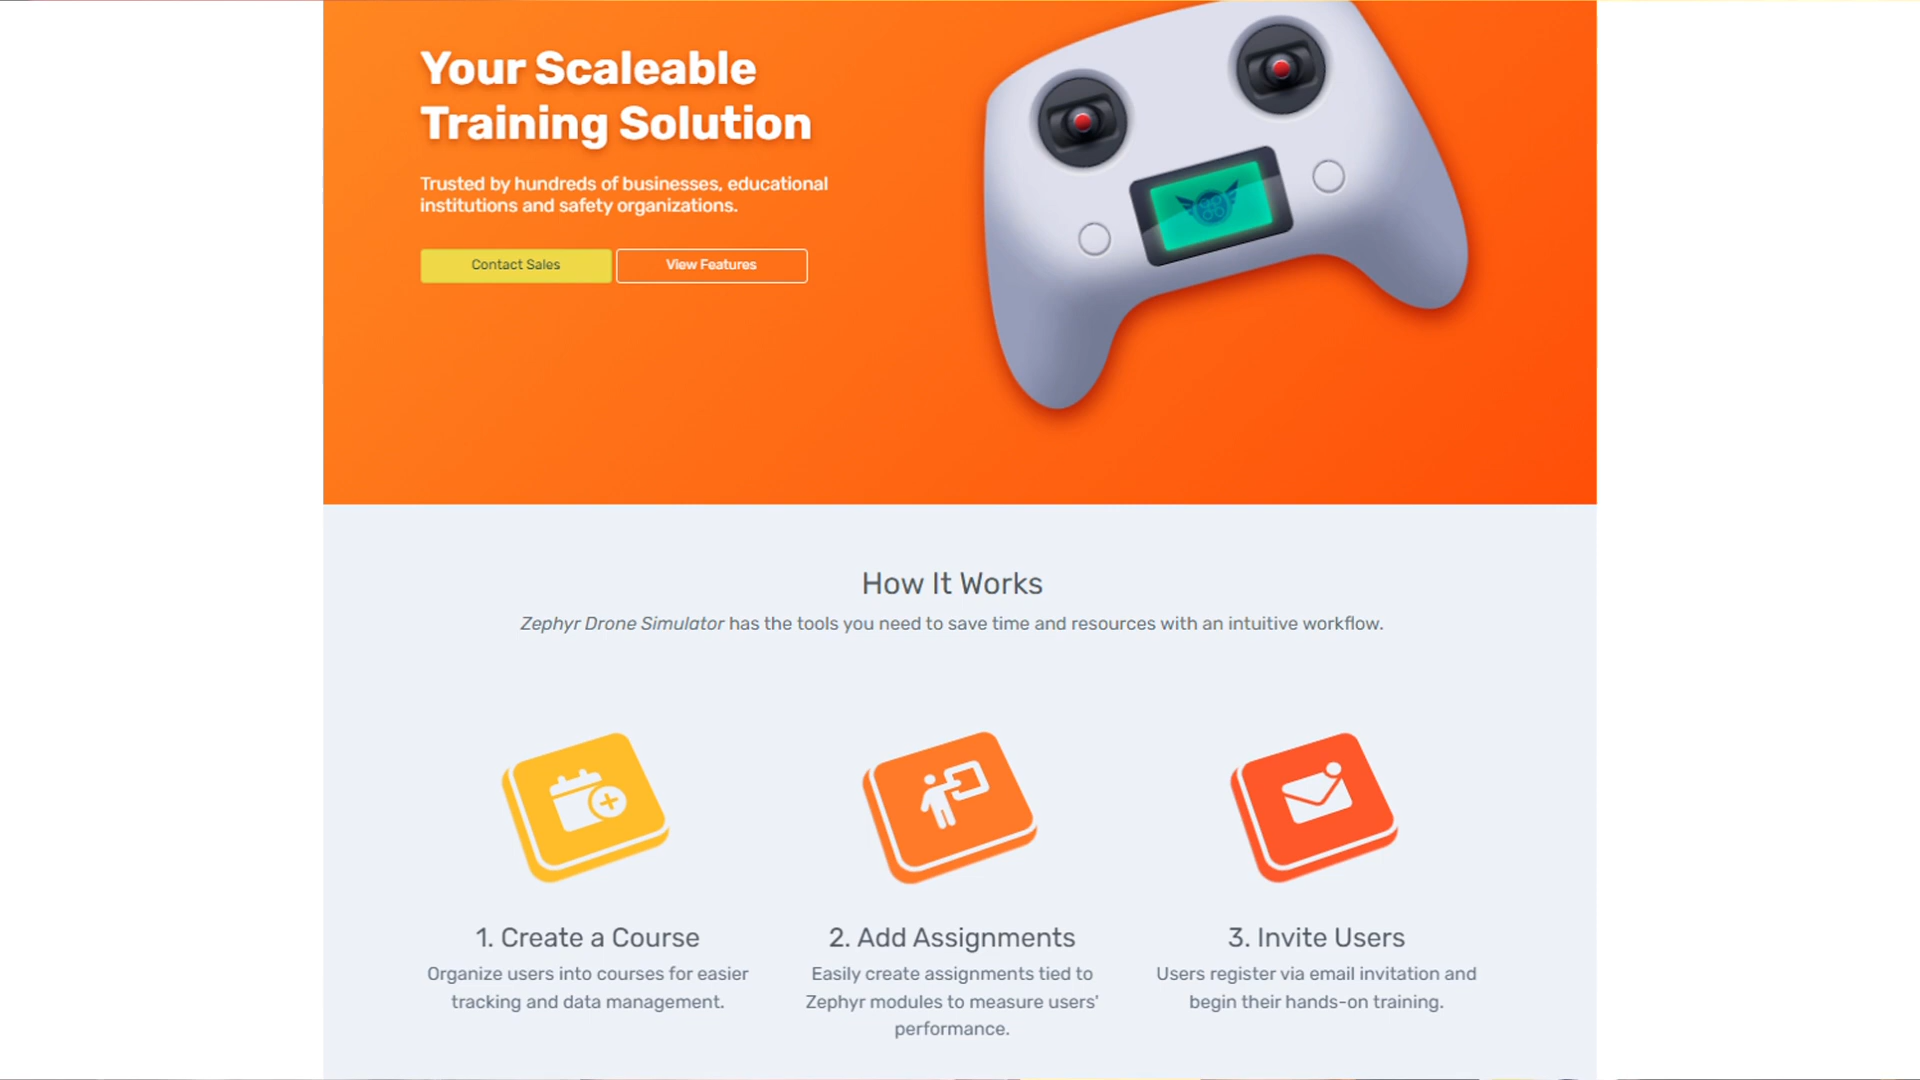 Your Scaleable
Training Solution
Trusted by hundreds of businesses, educational
institutions and safety organizations.
Contact Sales
View Features
How It Works
Zephyr Drone Simulator has the tools you need to save time and resources with an intuitive workflow.
1. Create a Course
Organize users into courses for easier
tracking and data management.
2. Add Assignments
Easily create assignments tied to
Zephyr modules to measure users'
performance.
3. Invite Users
Users register via email invitation and
begin their hands-on training.